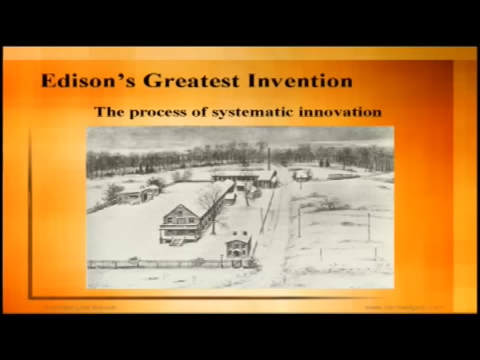 Edison's Greatest Invention
The process of systematic innovation